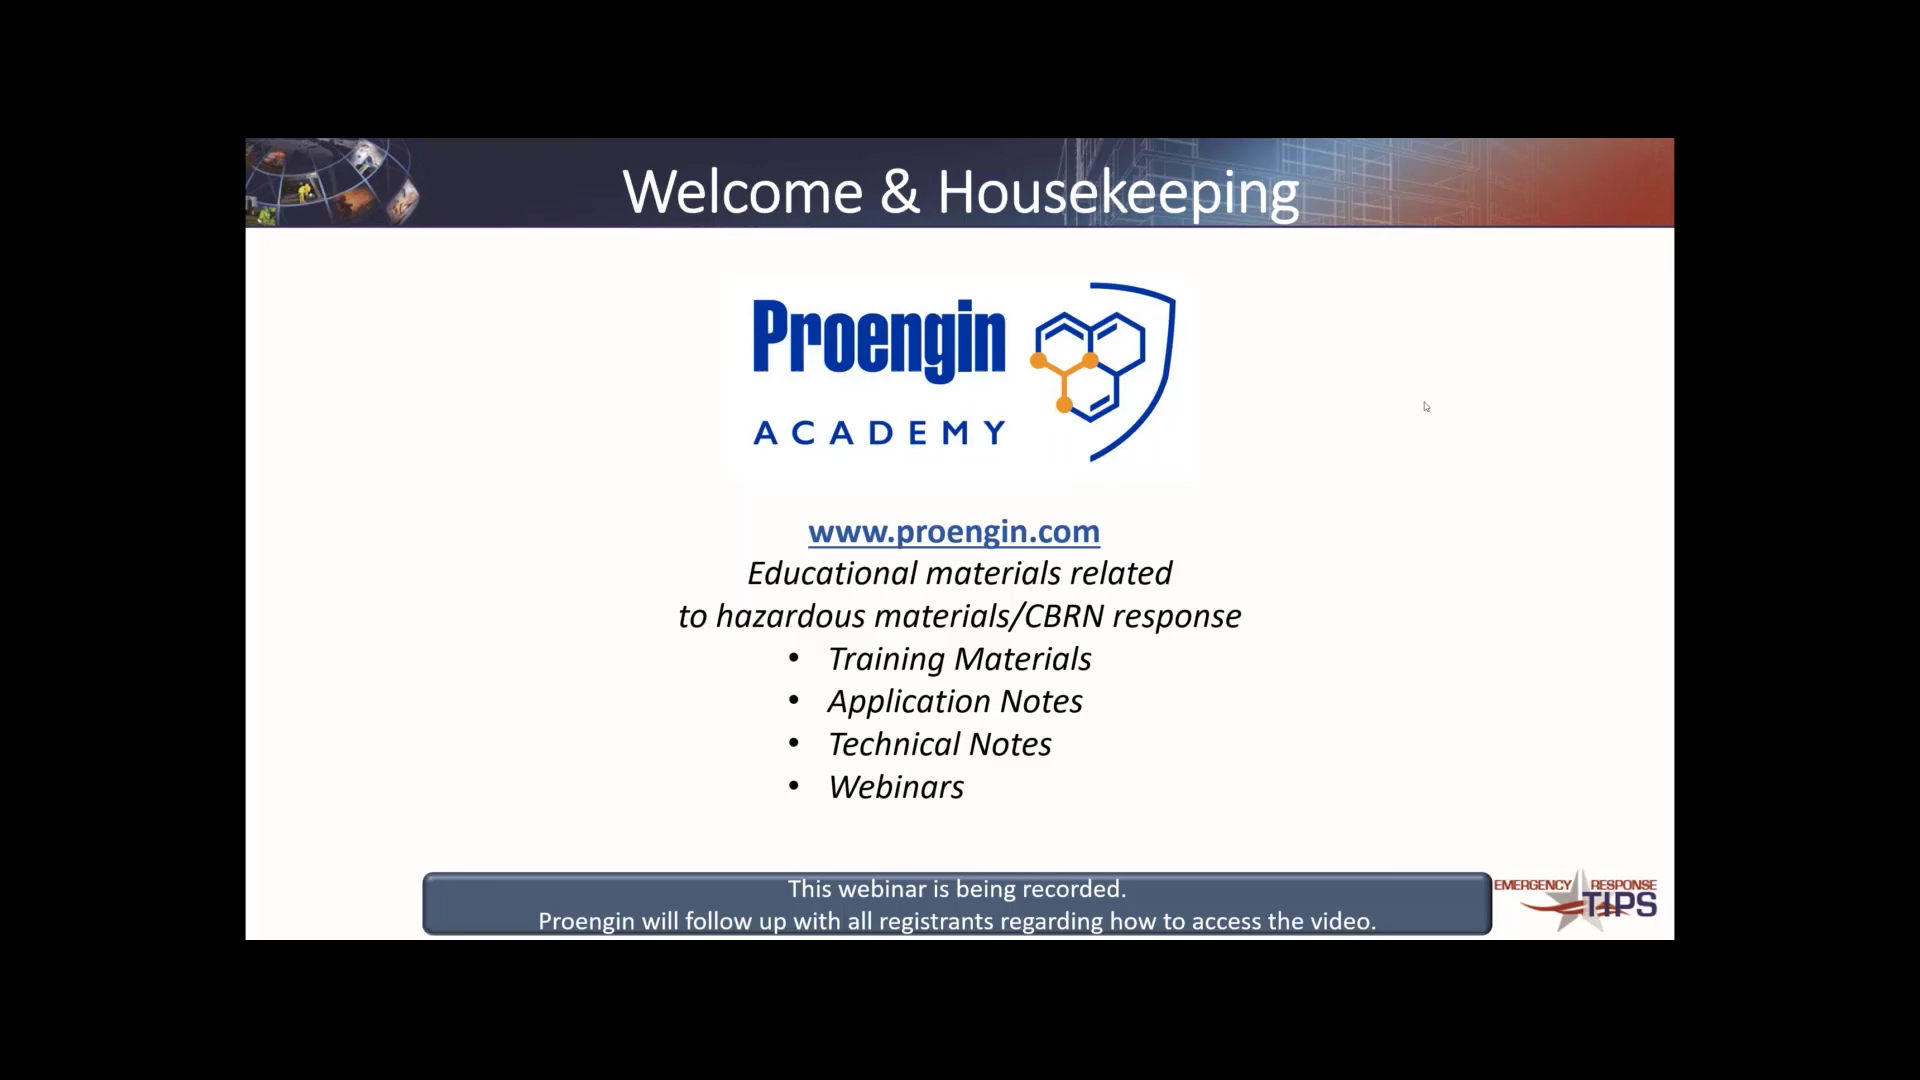 Welcome & Housekeeping
Proengin
ACADEMY
www.proengin.com
Educational materials related
to hazardous materials/CBRN response
• Training Materials
• Application Notes
• Technical Notes
• Webinars
This webinar is being recorded.
Proengin will follow up with all registrants regarding how to access the video.
EMERGENCY RESPONSE
TIPS